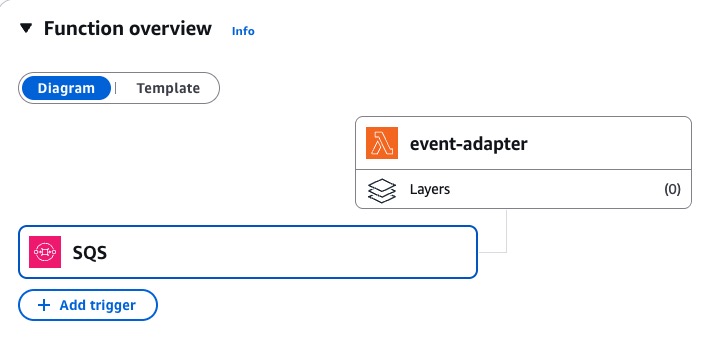 Function overview Info
Diagram Template
event-adapter
Layers (0)
SQS
Add trigger